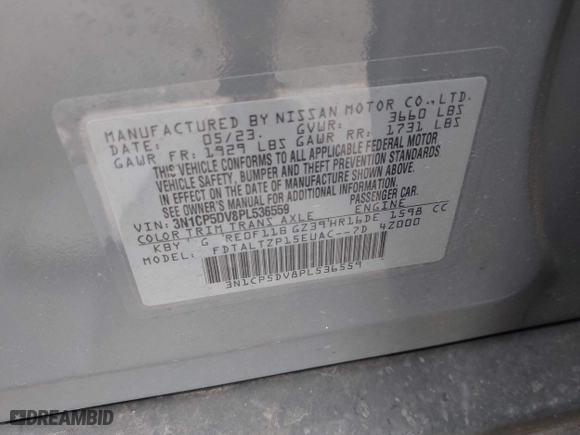 MANUFACTURED BY NISSAN MOTOR CO.,LTD.
DATE: 05/23. GVWR: 3660 LBS
GAWR FR: 1929 LBS GAWR RR: 1731 LBS
THIS VEHICLE CONFORMS TO ALL APPLICABLE FEDERAL MOTOR
VEHICLE SAFETY, BUMPER AND THEFT PREVENTION STANDARDS
IN EFFECT ON THE DATE OF MANUFACTURE SHOWN ABOVE.
SEE OWNER'S MANUAL FOR ADDITIONAL INFORMATION.
VIN: 3N1CP5DV8PL536559 PASSENGER CAR.
COLOR TRIM TRANS AXLE ENGINE
KBY G RE0F11B GZ39 HR16DE 1598 CC
FDTALTZP15EUAC--7D 4Z000
3N1CP5DV8PL536559
DREAMBID